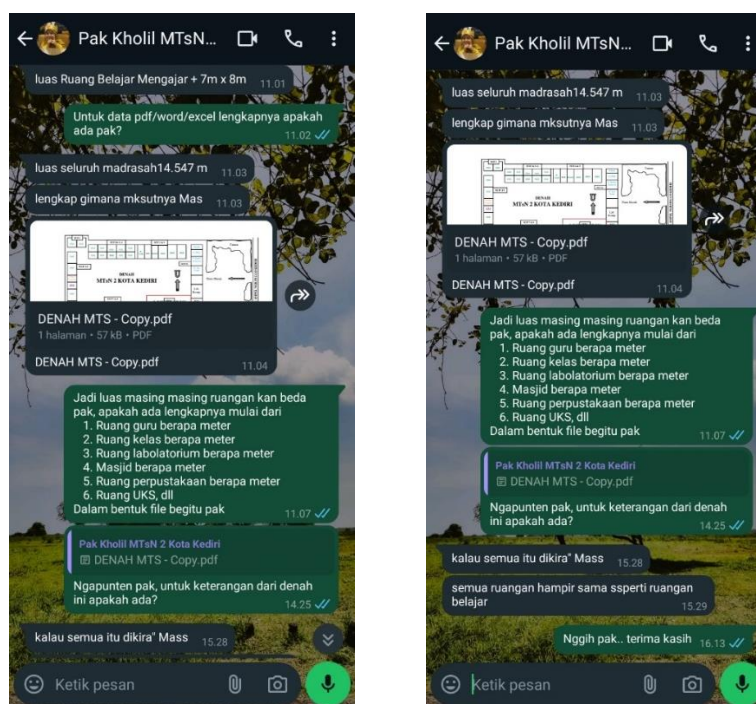 Pak Kholil MTsN...
luas Ruang Belajar Mengajar + 7m x 8m 11.01
Untuk data pdf/word/excel lengkapnya apakah
ada pak?
11.02
luas seluruh madrasah14.547 m 11.03
lengkap gimana mksutnya Mas 11.03
DENAH
MTsN 2 KOTA KEDIRI
DENAH MTS - Copy.pdf
1 halaman • 57 kB • PDF
DENAH MTS - Copy.pdf
11.04
Jadi luas masing masing ruangan kan beda
pak, apakah ada lengkapnya mulai dari
1. Ruang guru berapa meter
2. Ruang kelas berapa meter
3. Ruang labolatorium berapa meter
4. Masjid berapa meter
5. Ruang perpustakaan berapa meter
6. Ruang UKS, dll
Dalam bentuk file begitu pak
11.07
Pak Kholil MTsN 2 Kota Kediri
DENAH MTS - Copy.pdf
Ngapunten pak, untuk keterangan dari denah
ini apakah ada?
14.25
kalau semua itu dikira" Mass 15.28
Ketik pesan
Pak Kholil MTsN...
luas seluruh madrasah14.547 m 11.03
lengkap gimana mksutnya Mas 11.03
DENAH
MTsN 2 KOTA KEDIRI
DENAH MTS - Copy.pdf
1 halaman • 57 kB • PDF
DENAH MTS - Copy.pdf
11.04
Jadi luas masing masing ruangan kan beda
pak, apakah ada lengkapnya mulai dari
1. Ruang guru berapa meter
2. Ruang kelas berapa meter
3. Ruang labolatorium berapa meter
4. Masjid berapa meter
5. Ruang perpustakaan berapa meter
6. Ruang UKS, dll
Dalam bentuk file begitu pak
11.07
Pak Kholil MTsN 2 Kota Kediri
DENAH MTS - Copy.pdf
Ngapunten pak, untuk keterangan dari denah
ini apakah ada?
14.25
kalau semua itu dikira" Mass 15.28
semua ruangan hampir sama ssperti ruangan
belajar
15.29
Nggih pak.. terima kasih 16.13
Ketik pesan